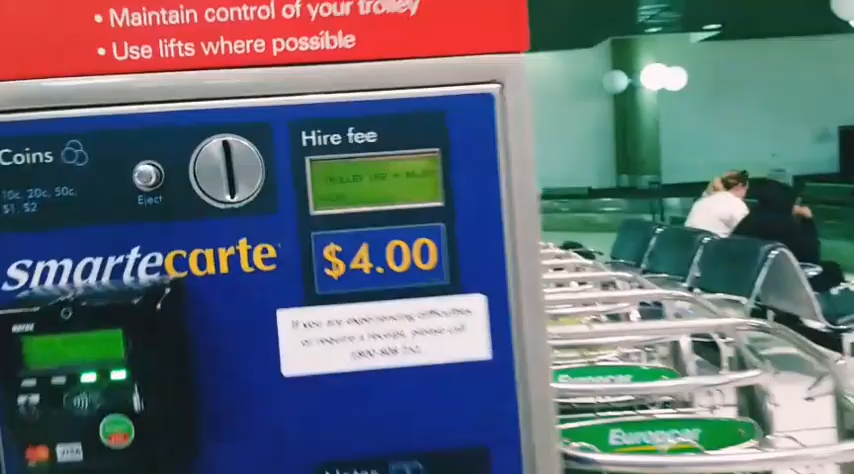 • Maintain control of your trolley
• Use lifts where possible
Coins
10c, 20c, 50c,
$1, $2
Eject
Hire fee
$4.00
smartecarte
If you are experiencing difficulties
or require a receipt, please call
VISA
Europcar
Europcar